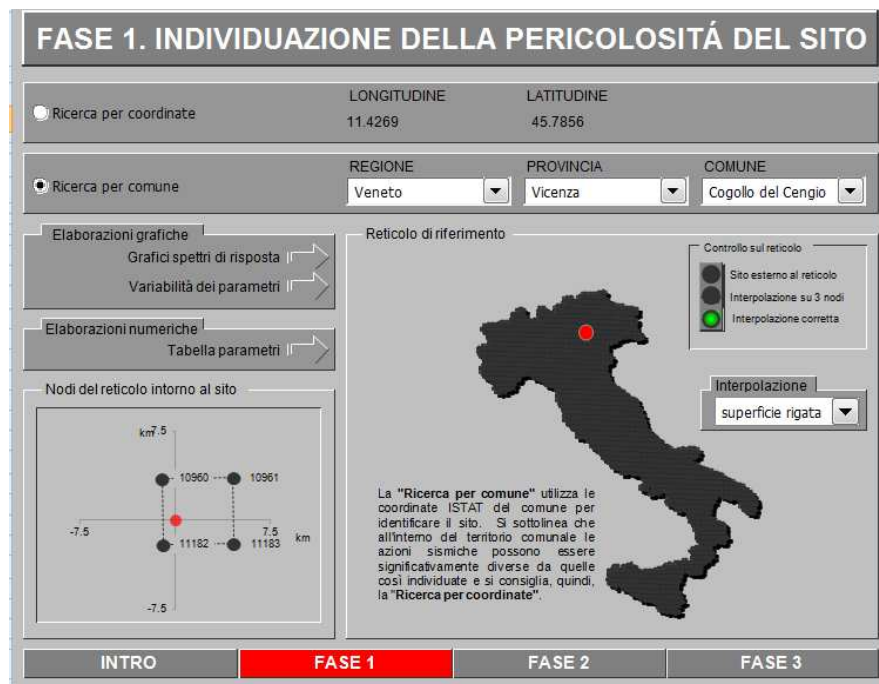 FASE 1. INDIVIDUAZIONE DELLA PERICOLOSITÁ DEL SITO
Ricerca per coordinate
LONGITUDINE
LATITUDINE
11.4269
45.7856
Ricerca per comune
REGIONE
PROVINCIA
COMUNE
Veneto
Vicenza
Cogollo del Cengio
Elaborazioni grafiche
Grafici spettri di risposta
Variabilità dei parametri
Elaborazioni numeriche
Tabella parametri
Nodi del reticolo intorno al sito
km
7.5
10960
10961
-7.5
7.5
km
11182
11183
-7.5
Reticolo di riferimento
Controllo sul reticolo
Sito esterno al reticolo
Interpolazione su 3 nodi
Interpolazione corretta
Interpolazione
superficie rigata
La "Ricerca per comune" utilizza le
coordinate ISTAT del comune per
identificare il sito. Si sottolinea che
all'interno del territorio comunale le
azioni sismiche possono essere
significativamente diverse da quelle
così individuate e si consiglia, quindi,
la "Ricerca per coordinate".
INTRO
FASE 1
FASE 2
FASE 3